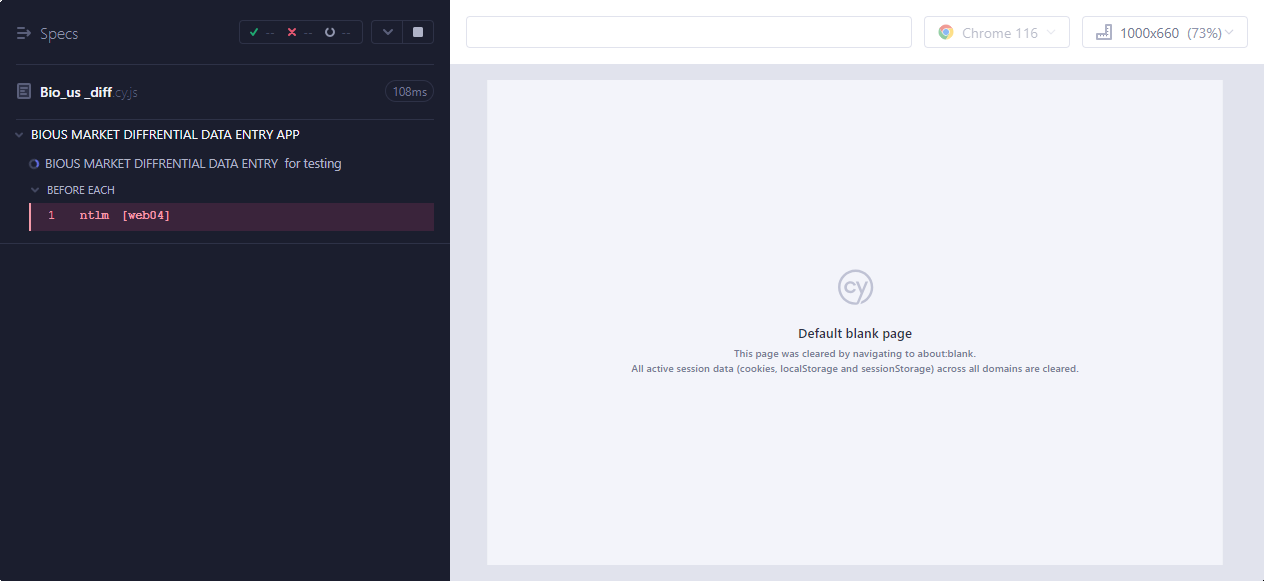 Specs
-- -- --
Chrome 116
1000x660 (73%)
Bio_us _diff.cy.js
108ms
BIOUS MARKET DIFFRENTIAL DATA ENTRY APP
BIOUS MARKET DIFFRENTIAL DATA ENTRY for testing
BEFORE EACH
1 ntlm [web04]
cy
Default blank page
This page was cleared by navigating to about:blank.
All active session data (cookies, localStorage and sessionStorage) across all domains are cleared.